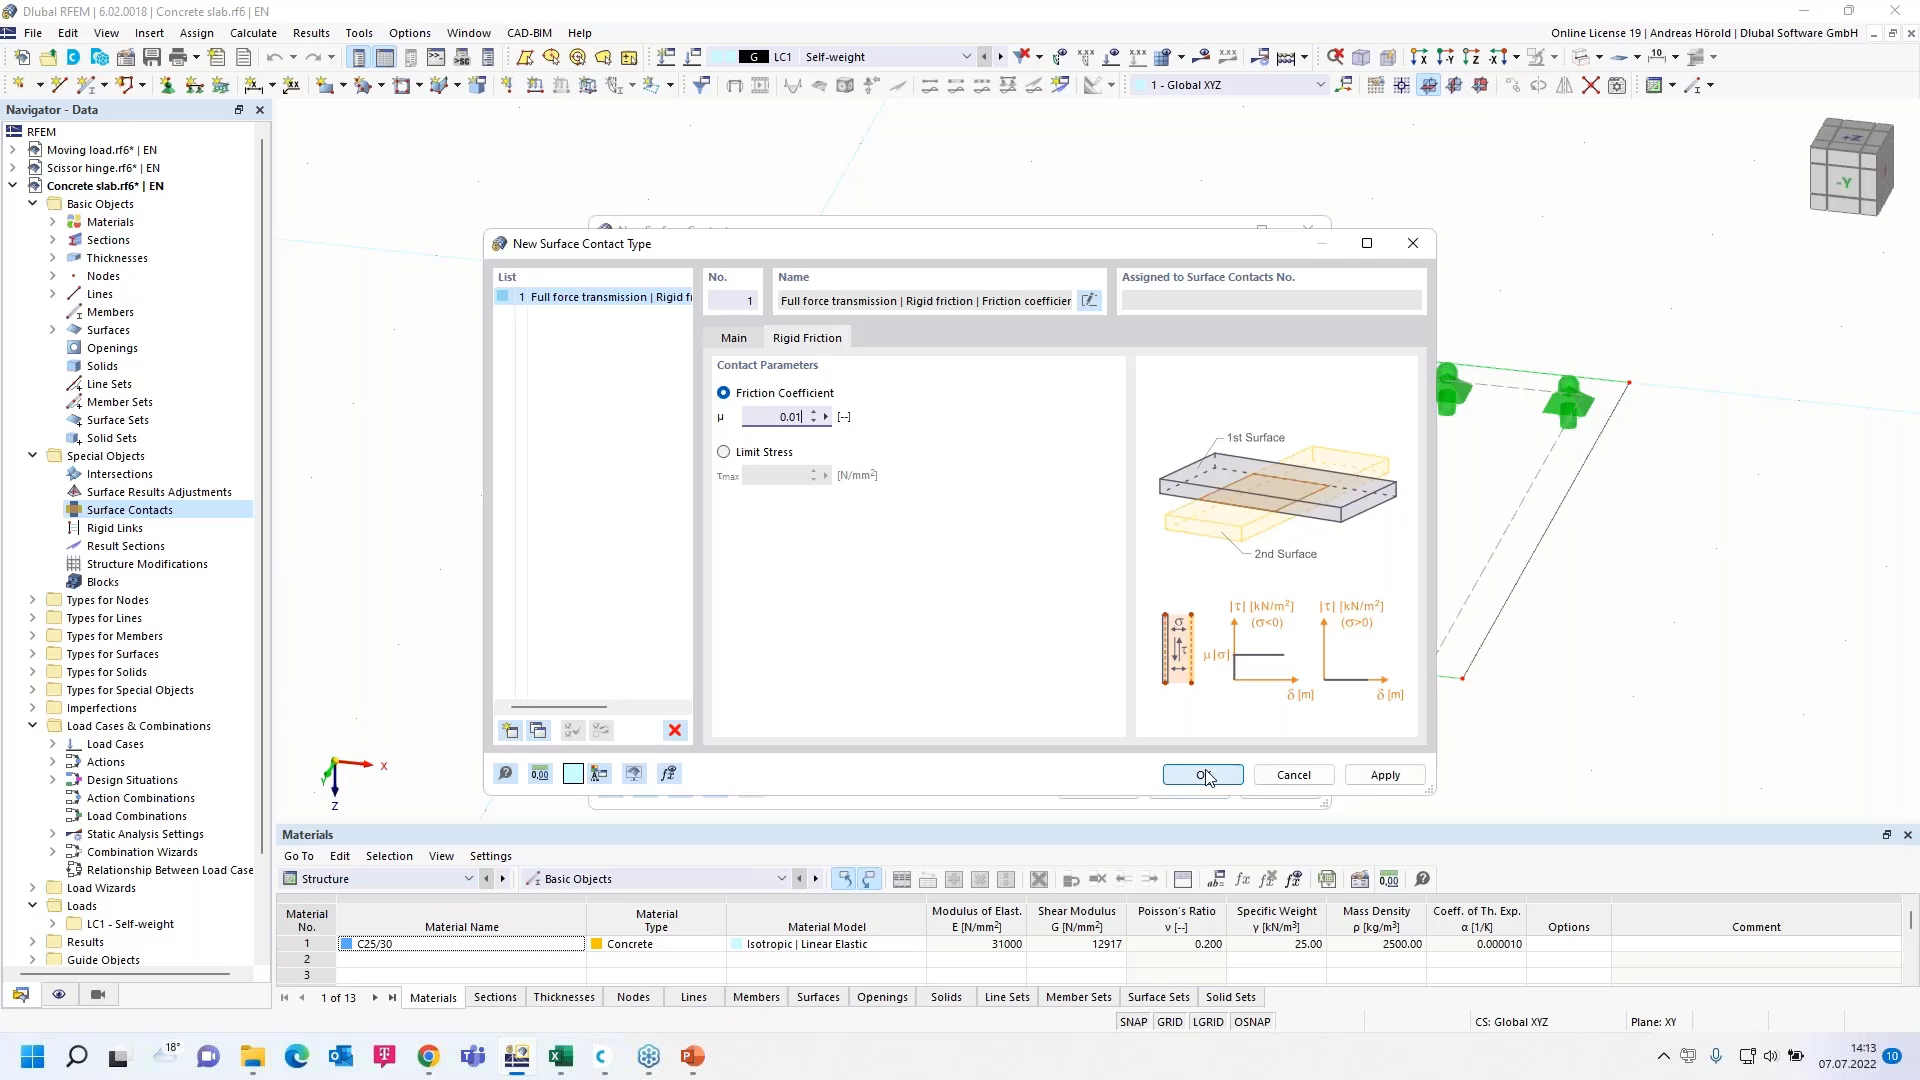 Dlubal RFEM | 6.02.0018 | Concrete slab.rf6 | EN
File Edit View Insert Assign Calculate Results Tools Options Window CAD-BIM Help
Online License 19 | Andreas Hörold | Dlubal Software GmbH
G LC1 Self-weight
1 - Global XYZ
Navigator - Data
RFEM
Moving load.rf6* | EN
Scissor hinge.rf6* | EN
Concrete slab.rf6* | EN
Basic Objects
Materials
Sections
Thicknesses
Nodes
Lines
Members
Surfaces
Openings
Solids
Line Sets
Member Sets
Surface Sets
Solid Sets
Special Objects
Intersections
Surface Results Adjustments
Surface Contacts
Rigid Links
Result Sections
Structure Modifications
Blocks
Types for Nodes
Types for Lines
Types for Members
Types for Surfaces
Types for Solids
Types for Special Objects
Imperfections
Load Cases & Combinations
Load Cases
Actions
Design Situations
Action Combinations
Load Combinations
Static Analysis Settings
Combination Wizards
Relationship Between Load Case
Load Wizards
Loads
LC1 - Self-weight
Results
Guide Objects
-Y
+Z
X
Z
New Surface Contact Type
List
1 Full force transmission | Rigid fr
No.
1
Name
Full force transmission | Rigid friction | Friction coefficier
Assigned to Surface Contacts No.
Main Rigid Friction
Contact Parameters
Friction Coefficient
μ 0.01 [--]
Limit Stress
τmax [N/mm²]
1st Surface
2nd Surface
|τ| [kN/m²] |τ| [kN/m²]
(σ<0) (σ>0)
σ
τ
μ|σ|
δ [m] δ [m]
OK Cancel Apply
Materials
Go To Edit Selection View Settings
Structure Basic Objects
Material No. Material Name Material Type Material Model Modulus of Elast. E [N/mm²] Shear Modulus G [N/mm²] Poisson's Ratio ν [--] Specific Weight γ [kN/m³] Mass Density ρ [kg/m³] Coeff. of Th. Exp. α [1/K] Options Comment
1 C25/30 Concrete Isotropic | Linear Elastic 31000 12917 0.200 25.00 2500.00 0.000010
2
3
1 of 13 Materials Sections Thicknesses Nodes Lines Members Surfaces Openings Solids Line Sets Member Sets Surface Sets Solid Sets
SNAP GRID LGRID OSNAP CS: Global XYZ Plane: XY
18°
14:13
07.07.2022
10